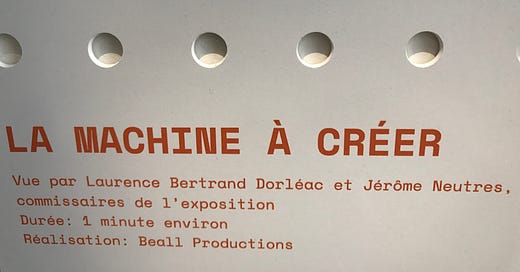 LA MACHINE À CRÉER
Vue par Laurence Bertrand Dorléac et Jérôme Neutres,
commissaires de l'exposition
Durée: 1 minute environ
Réalisation: Beall Productions